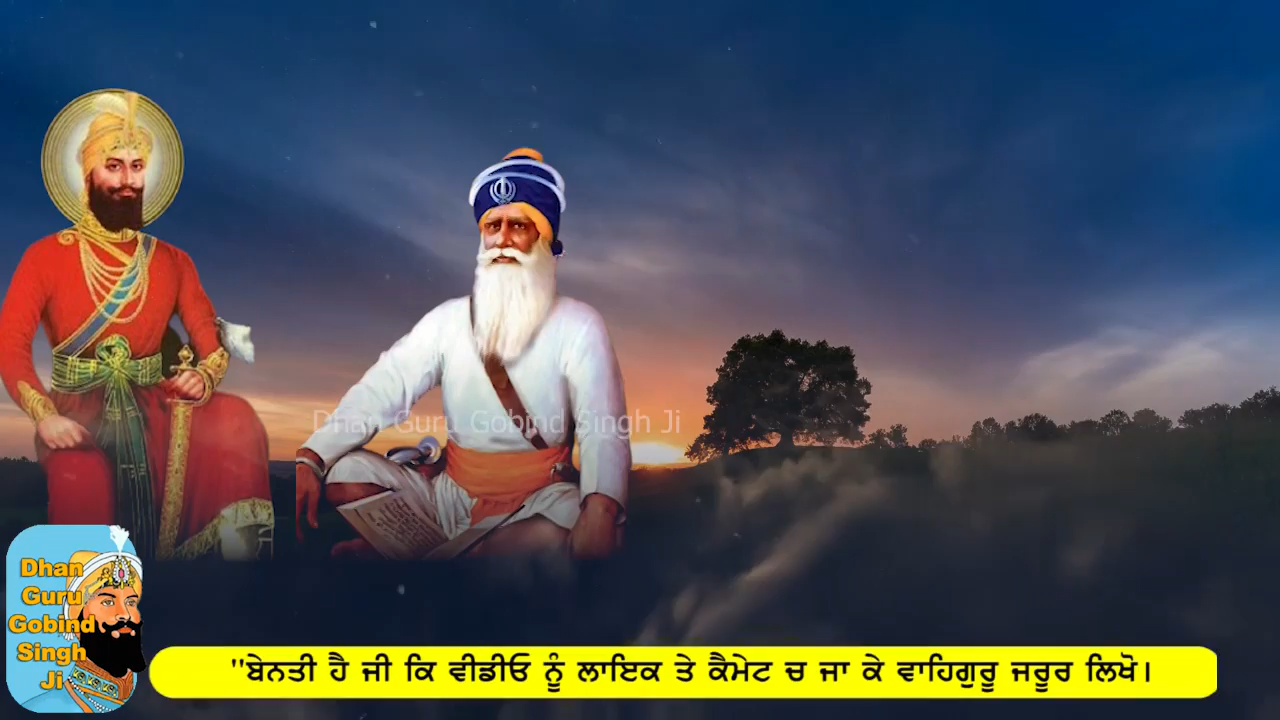 Dhan Guru Gobind Singh Ji
Dhan
Guru
Gobind
Singh
Ji
"ਬੇਨਤੀ ਹੈ ਜੀ ਕਿ ਵੀਡੀਓ ਨੂੰ ਲਾਇਕ ਤੇ ਕੈਮੇਟ ਚ ਜਾ ਕੇ ਵਾਹਿਗੁਰੂ ਜਰੂਰ ਲਿਖੋ।